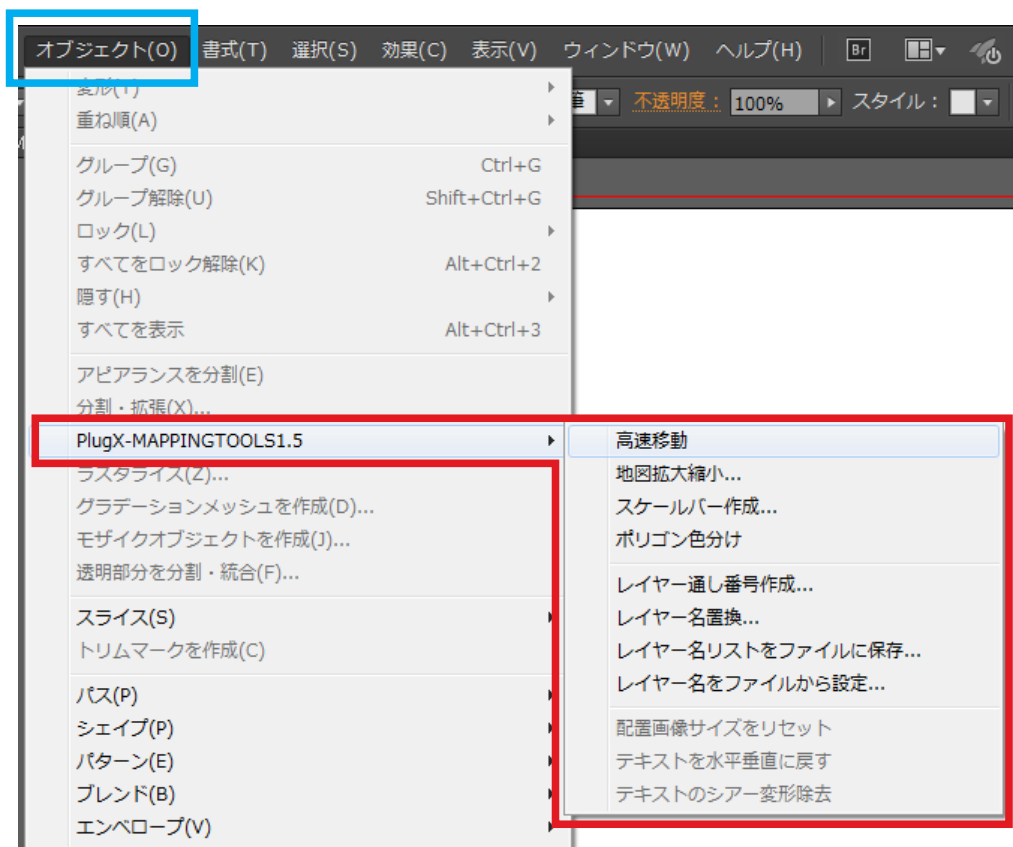 オブジェクト(O) 書式(T) 選択(S) 効果(C) 表示(V) ウィンドウ(W) ヘルプ(H) Br
変形(T)
筆 不透明度： 100% スタイル：
重ね順(A)
グループ(G) Ctrl+G
グループ解除(U) Shift+Ctrl+G
ロック(L)
すべてをロック解除(K) Alt+Ctrl+2
隠す(H)
すべてを表示 Alt+Ctrl+3
アピアランスを分割(E)
分割・拡張(X)...
PlugX-MAPPINGTOOLS1.5
ラスタライズ(Z)...
グラデーションメッシュを作成(D)...
モザイクオブジェクトを作成(J)...
透明部分を分割・統合(F)...
スライス(S)
トリムマークを作成(C)
パス(P)
シェイプ(P)
パターン(E)
ブレンド(B)
エンベロープ(V)
高速移動
地図拡大縮小...
スケールバー作成...
ポリゴン色分け
レイヤー通し番号作成...
レイヤー名置換...
レイヤー名リストをファイルに保存...
レイヤー名をファイルから設定...
配置画像サイズをリセット
テキストを水平垂直に戻す
テキストのシアー変形除去